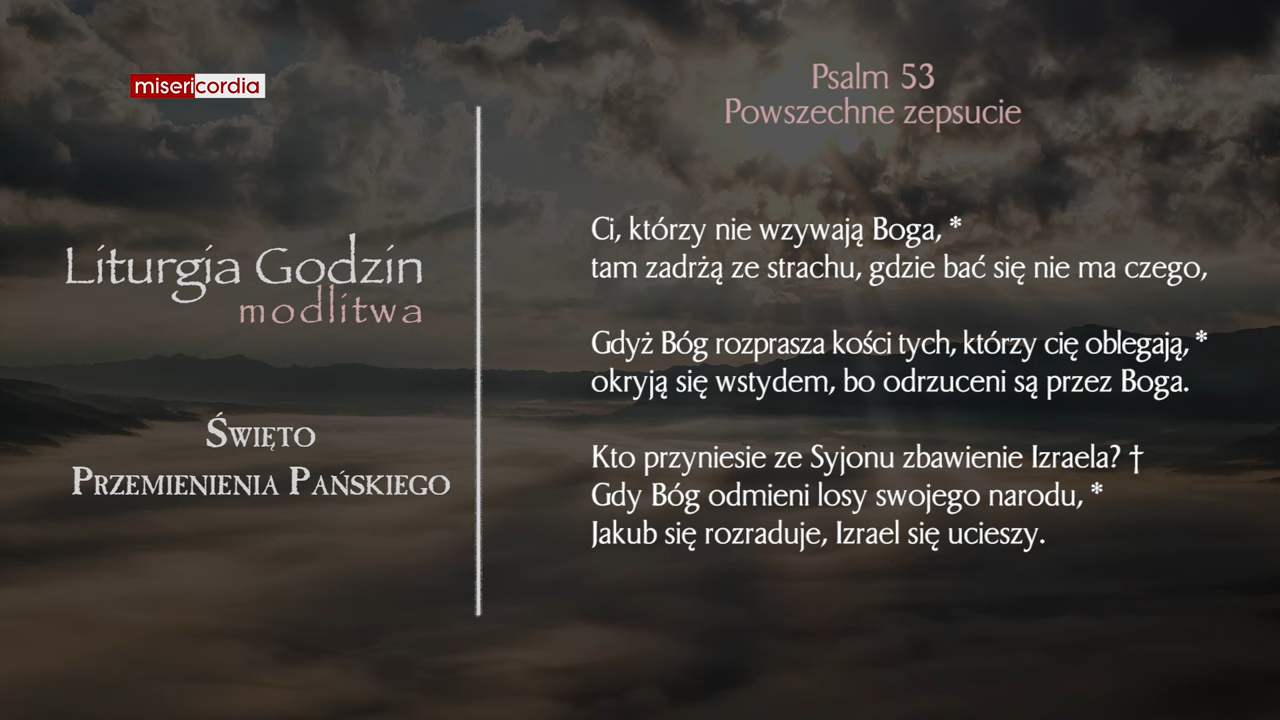 misericordia
Liturgia Godzin
modlitwa
Święto
Przemienienia Pańskiego
Psalm 53
Powszechne zepsucie
Ci, którzy nie wzywają Boga, *
tam zadrżą ze strachu, gdzie bać się nie ma czego,
Gdyż Bóg rozprasza kości tych, którzy cię oblegają, *
okryją się wstydem, bo odrzuceni są przez Boga.
Kto przyniesie ze Syjonu zbawienie Izraela? †
Gdy Bóg odmieni losy swojego narodu, *
Jakub się rozraduje, Izrael się ucieszy.